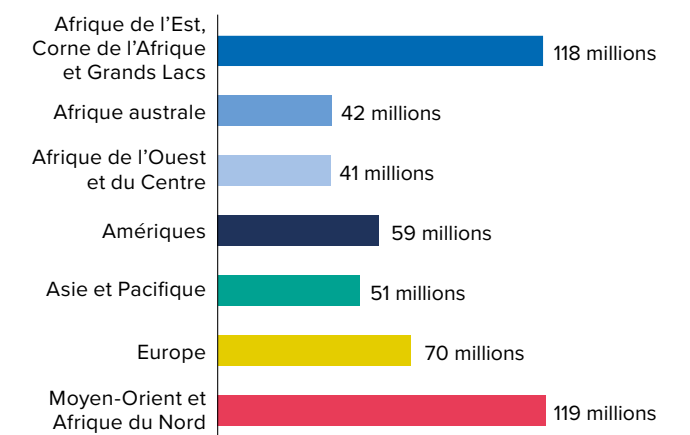 Afrique de l’Est,
Corne de l’Afrique
et Grands Lacs
118 millions
Afrique australe
42 millions
Afrique de l’Ouest
et du Centre
41 millions
Amériques
59 millions
Asie et Pacifique
51 millions
Europe
70 millions
Moyen-Orient et
Afrique du Nord
119 millions